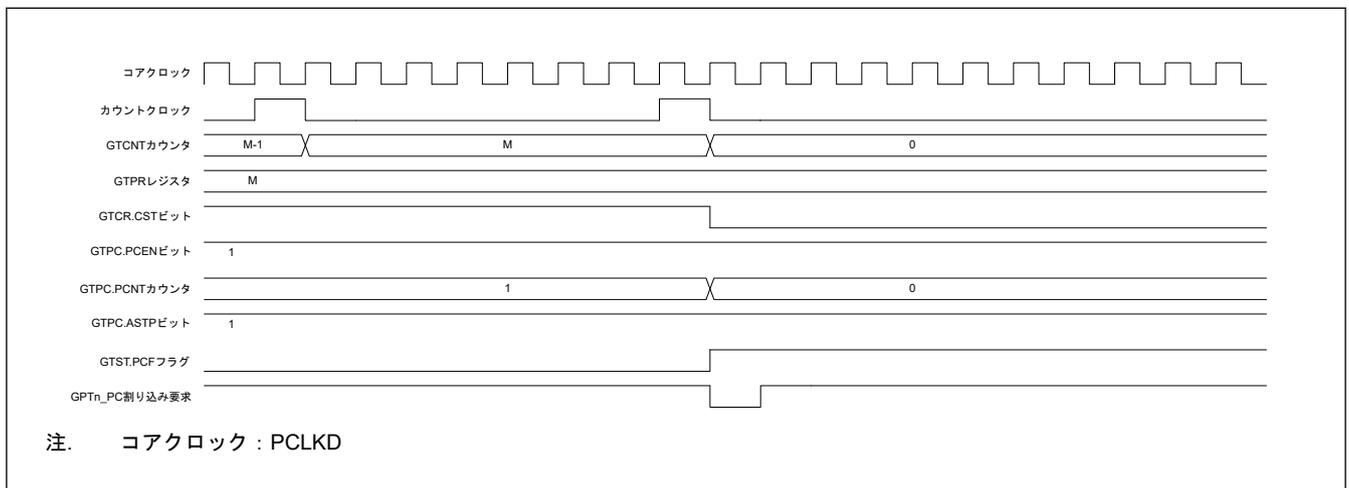 コアクロック
カウントクロック
GTCNTカウンタ M-1 M 0
GTPRレジスタ M
GTCR.CSTビット
GTPC.PCENビット 1
GTPC.PCNTカウンタ 1 0
GTPC.ASTPビット 1
GTST.PCFフラグ
GPTn_PC割り込み要求
注. コアクロック：PCLKD